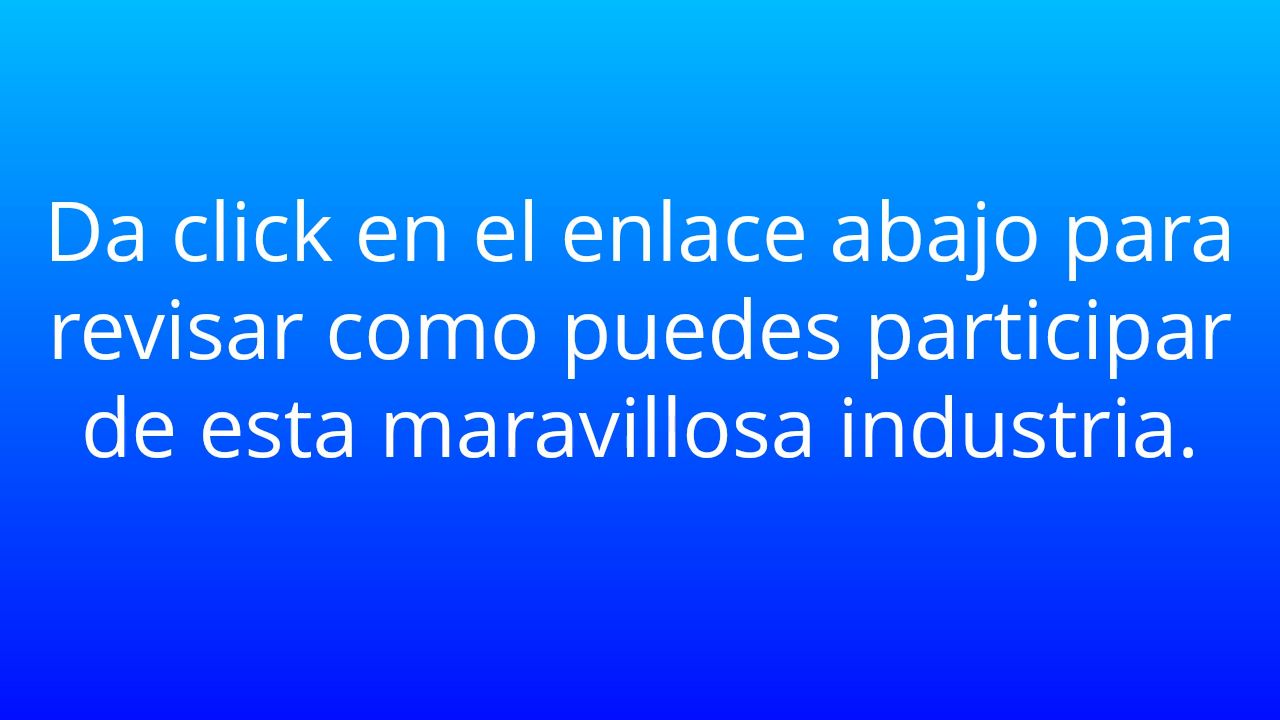 Da click en el enlace abajo para
revisar como puedes participar
de esta maravillosa industria.